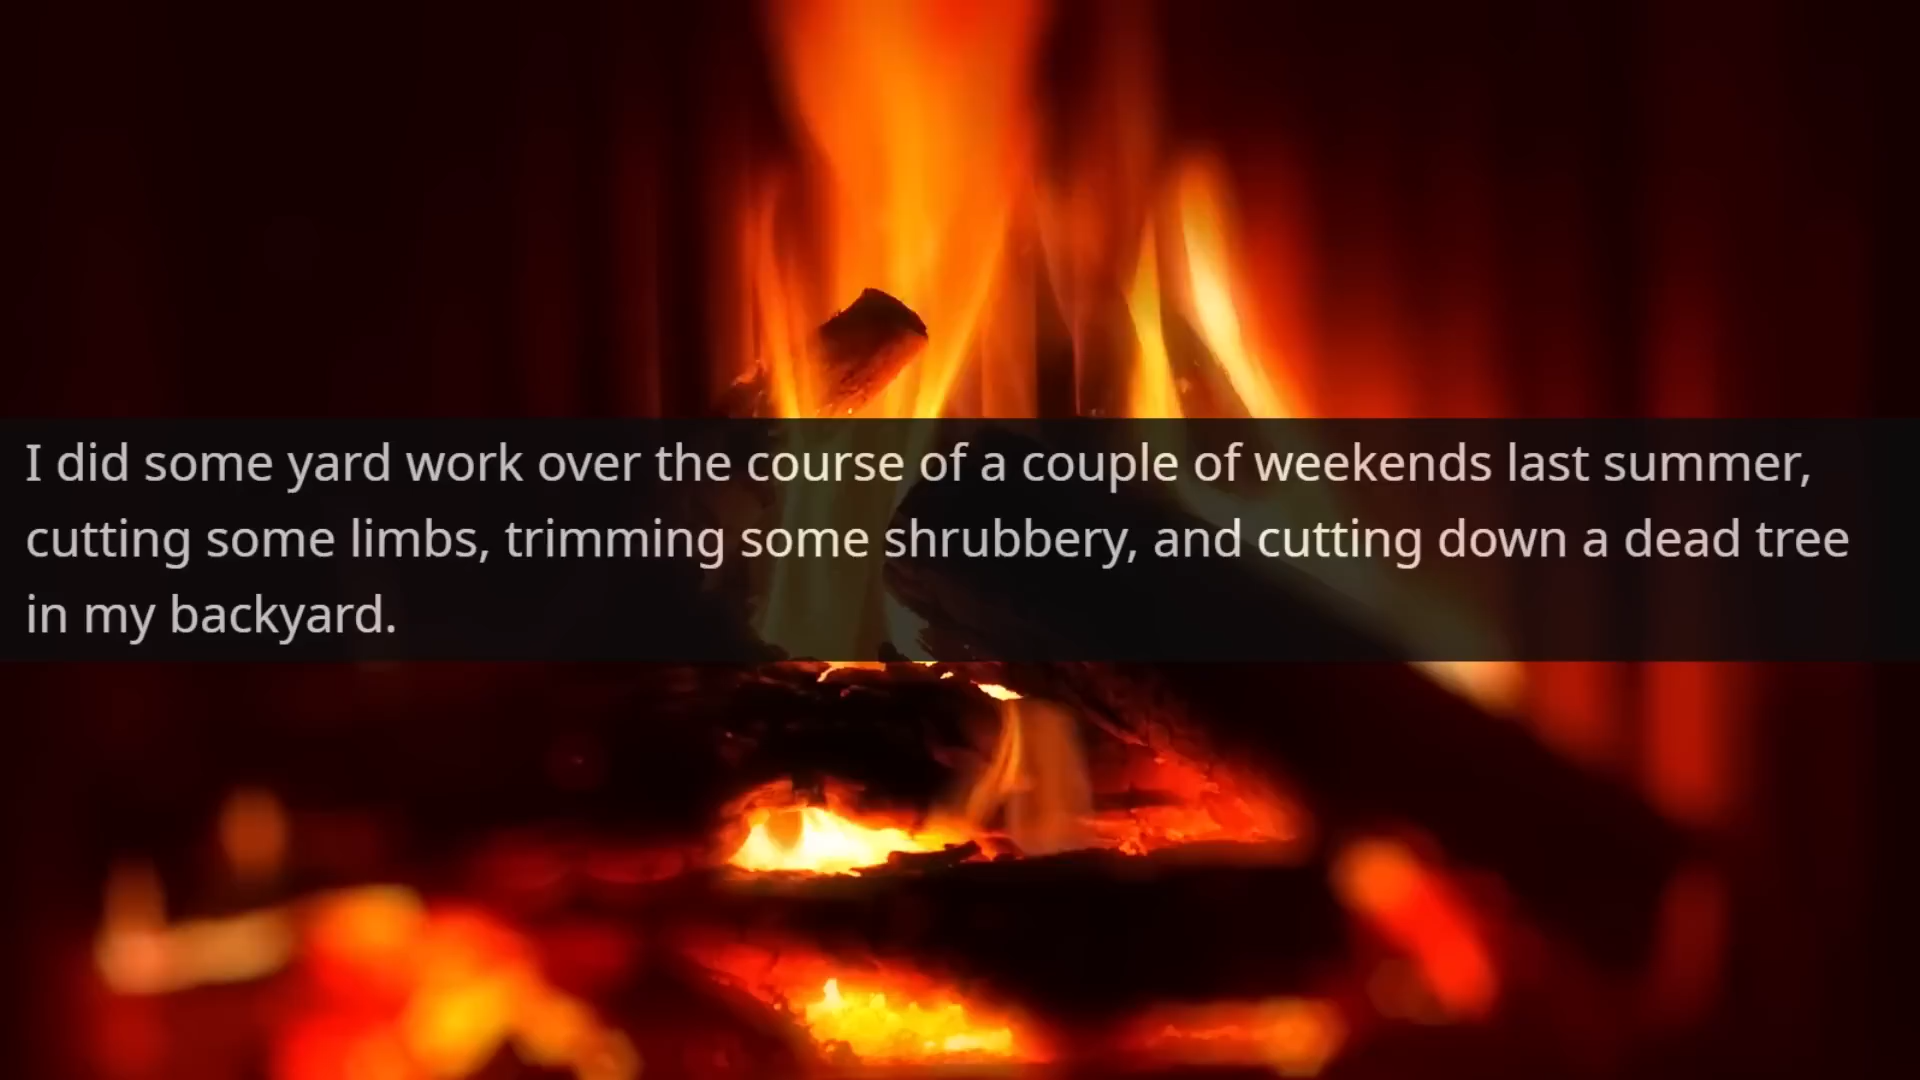 I did some yard work over the course of a couple of weekends last summer,
cutting some limbs, trimming some shrubbery, and cutting down a dead tree
in my backyard.